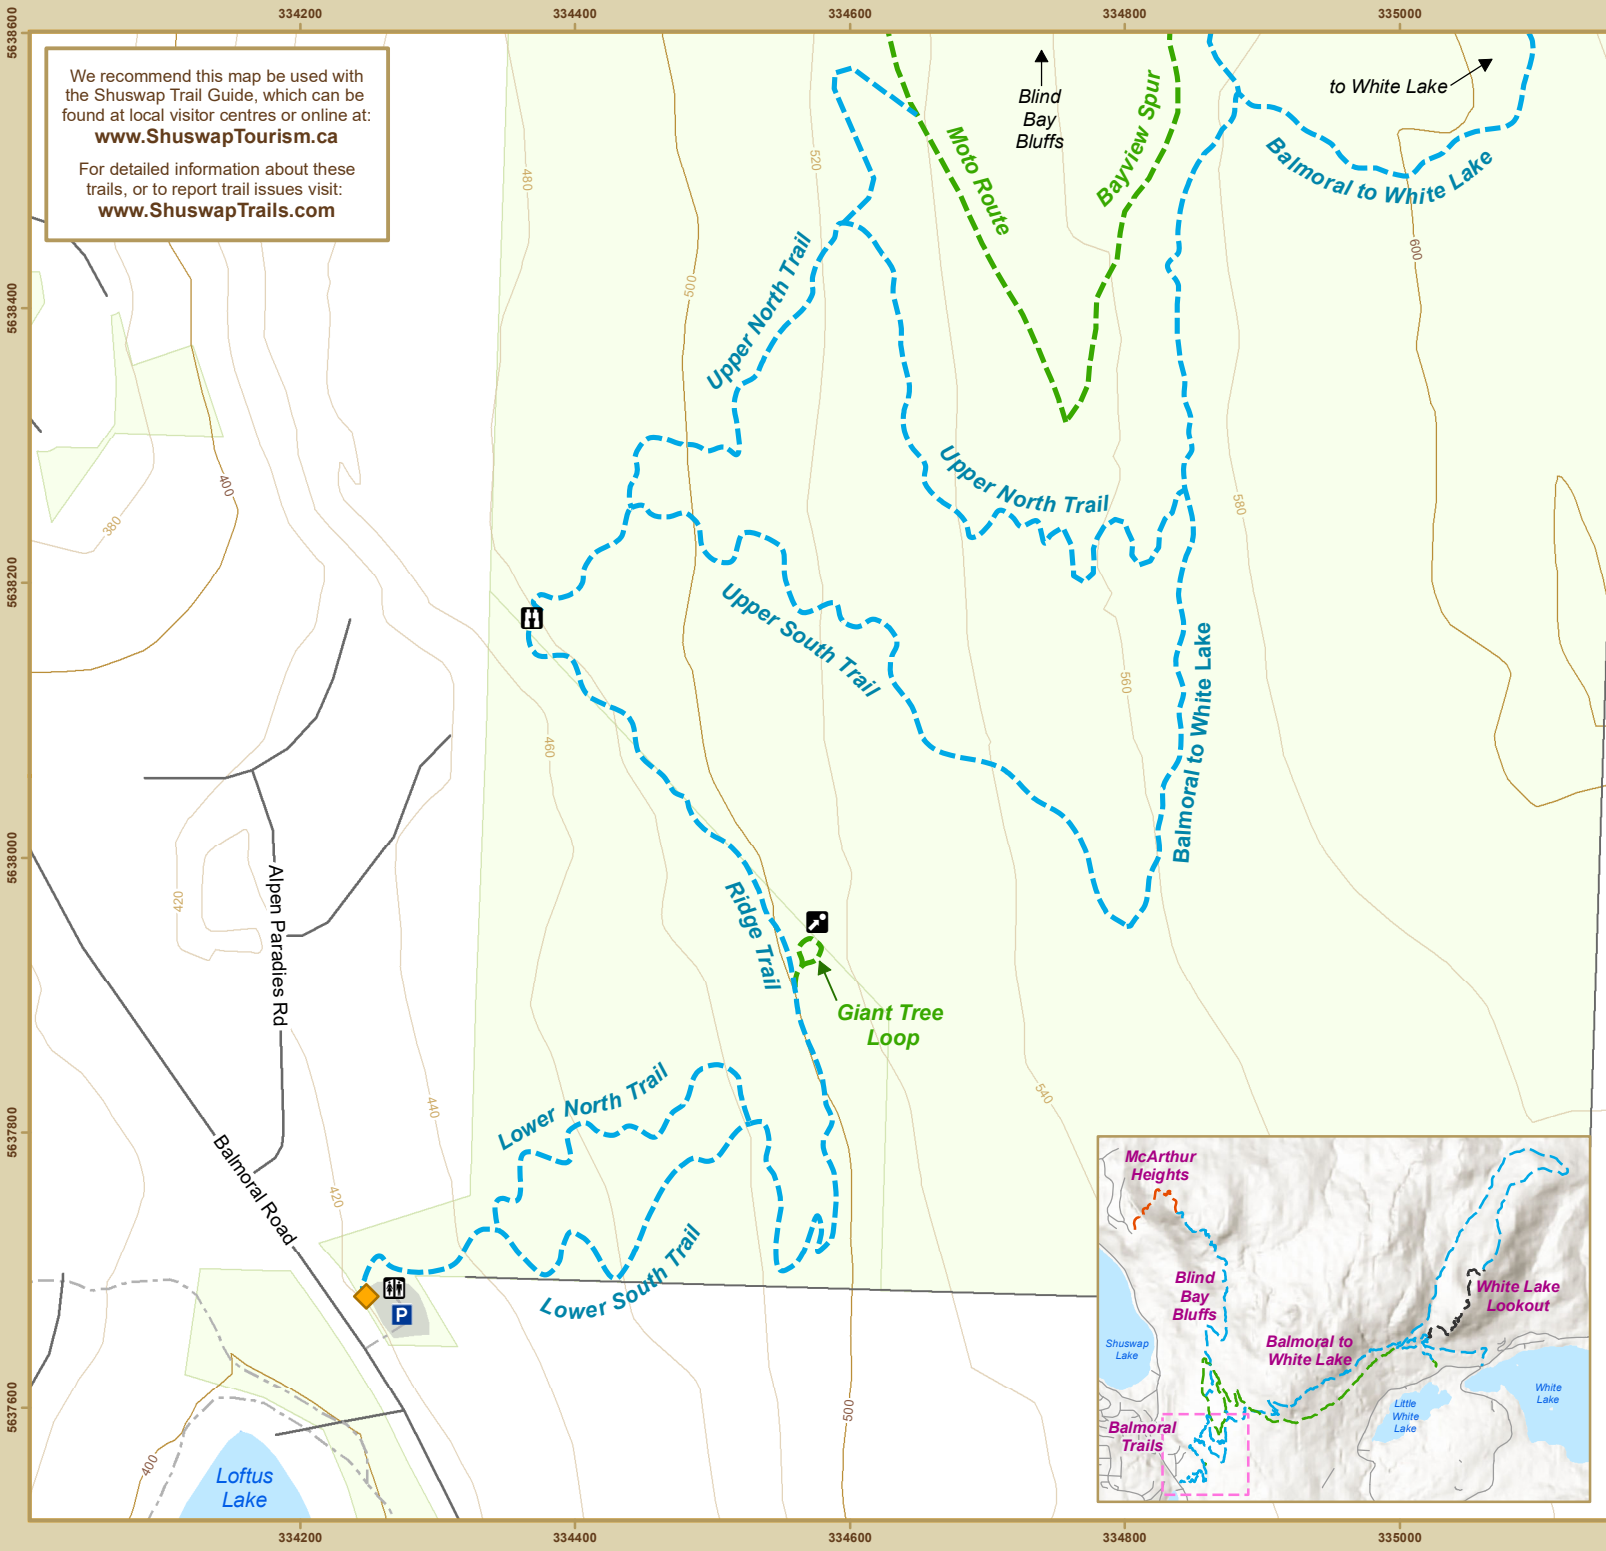 334200
334400
334600
334800
335000
5638600
5638400
5638200
5638000
5637800
5637600
We recommend this map be used with
the Shuswap Trail Guide, which can be
found at local visitor centres or online at:
www.ShuswapTourism.ca
For detailed information about these
trails, or to report trail issues visit:
www.ShuswapTrails.com
Blind
Bay
Bluffs
to White Lake
Moto Route
Bayview Spur
Balmoral to White Lake
Upper North Trail
Upper North Trail
Upper South Trail
Balmoral to White Lake
Ridge Trail
Giant Tree
Loop
Lower North Trail
Lower South Trail
Alpen Paradies Rd
Balmoral Road
Loftus
Lake
P
480
520
500
600
400
380
580
560
460
420
540
440
420
500
400
McArthur
Heights
Blind
Bay
Bluffs
White Lake
Lookout
Balmoral to
White Lake
Shuswap
Lake
White
Lake
Little
White
Lake
Balmoral
Trails
334200
334400
334600
334800
335000